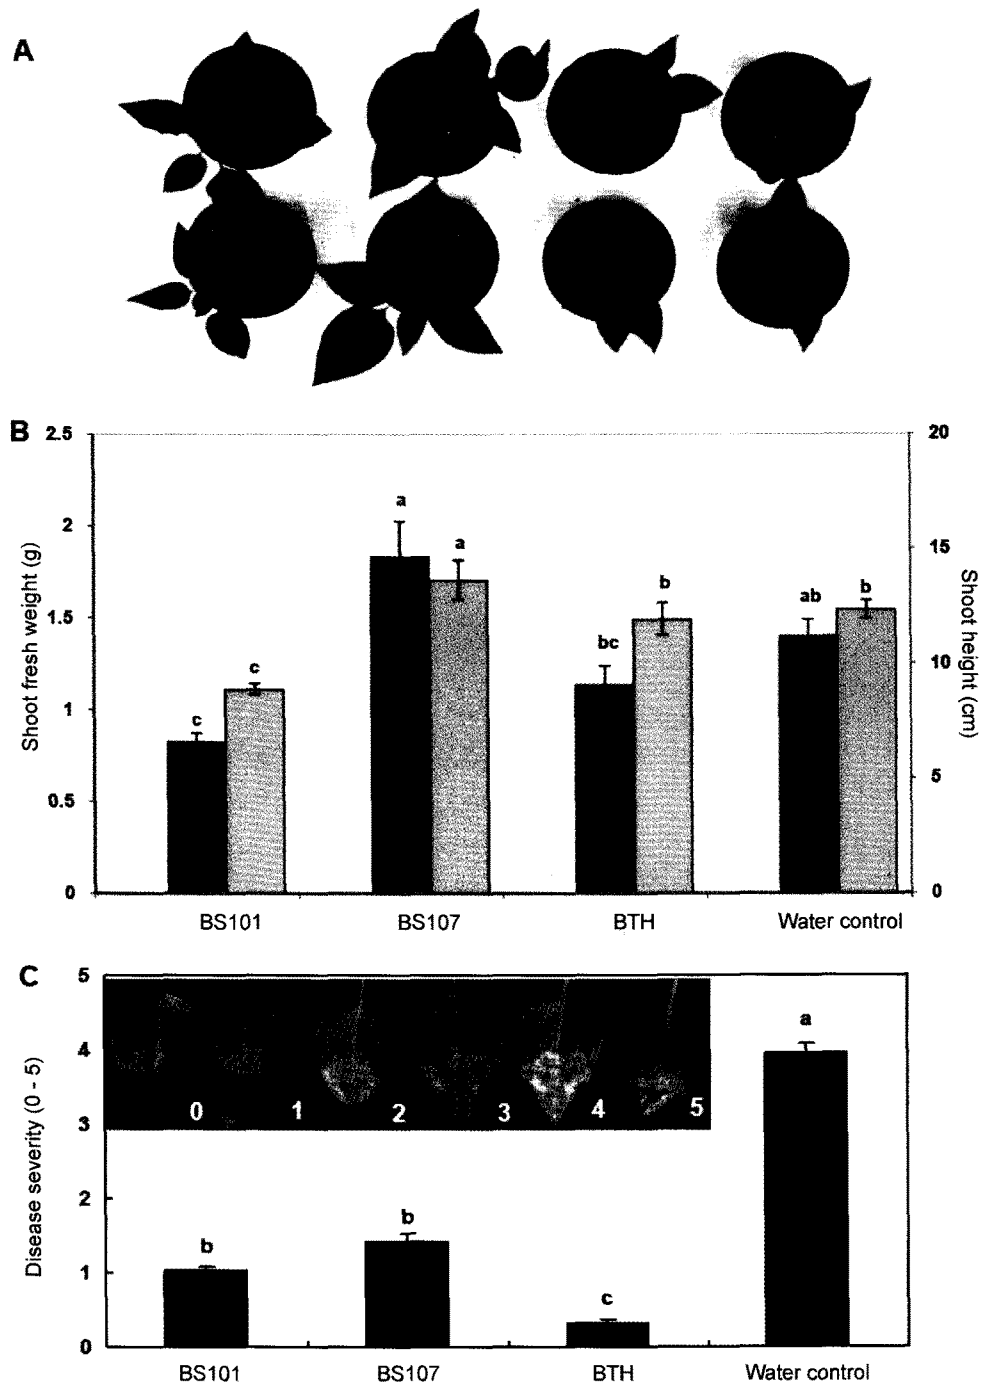 A
B
2.5
2
1.5
1
0.5
0
Shoot fresh weight (g)
20
15
10
5
0
Shoot height (cm)
c
c
a
a
bc
b
ab
b
BS101
BS107
BTH
Water control
C
5
4
3
2
1
0
Disease severity (0 - 5)
0
1
2
3
4
5
b
b
c
a
BS101
BS107
BTH
Water control